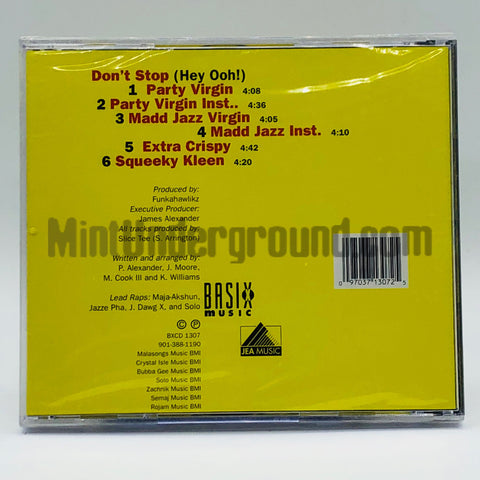 Don't Stop (Hey Ooh!)
1 Party Virgin 4:08
2 Party Virgin Inst.. 4:36
3 Madd Jazz Virgin 4:05
4 Madd Jazz Inst. 4:10
5 Extra Crispy 4:42
6 Squeeky Kleen 4:20
Produced by:
Funkahawlikz
Executive Producer:
James Alexander
All tracks produced by:
Slice Tee (S. Arrington)
MintUnderground.com
Written and arranged by:
P. Alexander, J. Moore,
M. Cook III and K. Williams
Lead Raps: Maja-Akshun,
Jazze Pha, J. Dawg X, and Solo
BASIX
MUSIC
JEA MUSIC
0 97037 13072 5
© ℗
BXCD 1307
901-388-1190
Malasongs Music BMI
Crystal Isle Music BMI
Bubba Gee Music BMI
Solo Music BMI
Zachnik Music BMI
Semaj Music BMI
Rojam Music BMI